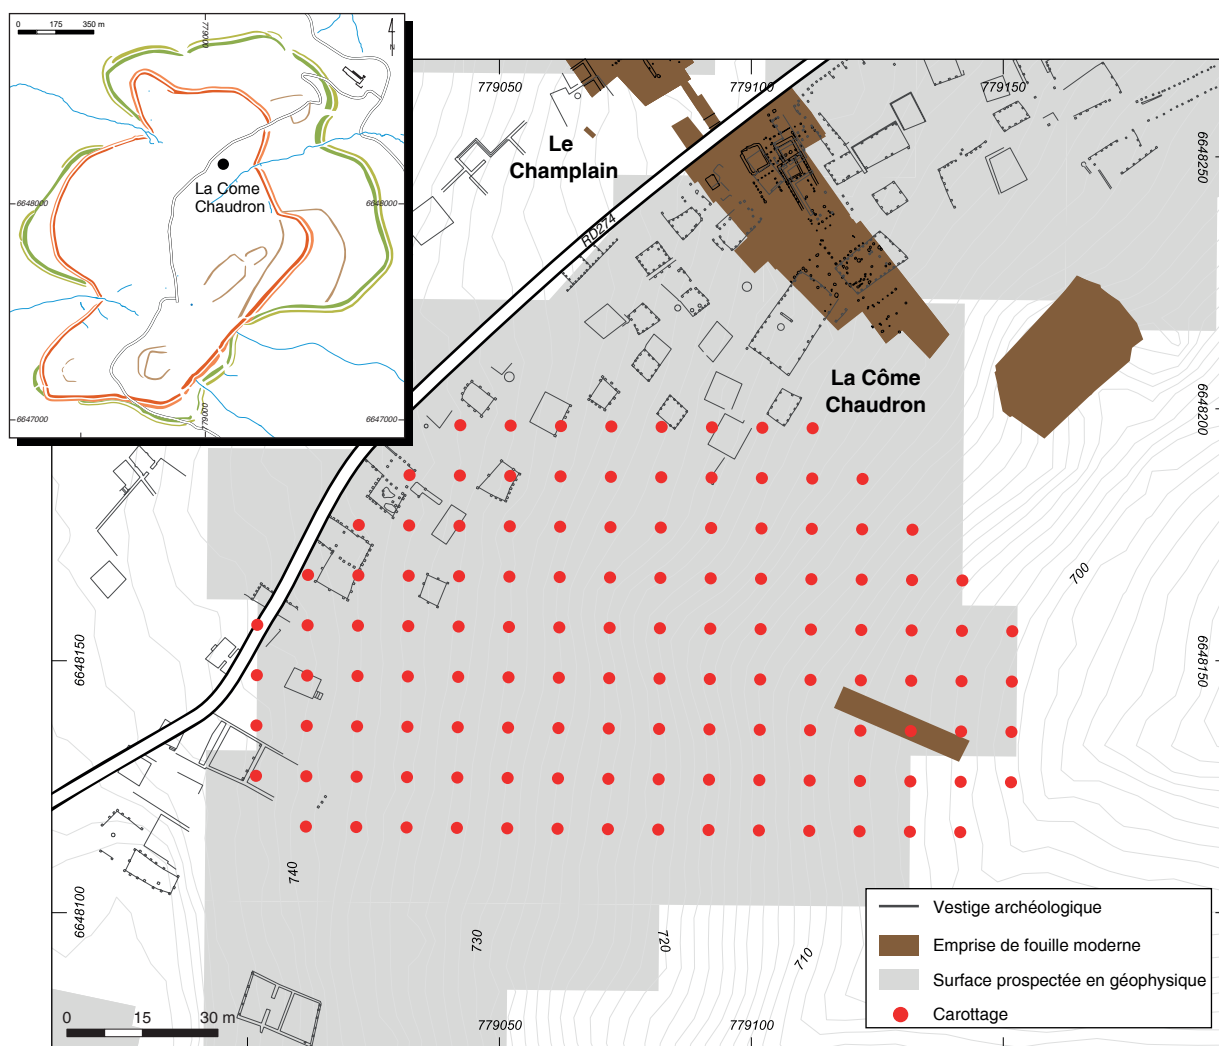 0 175 350 m
779000
N
La Côme
Chaudron
6648000
6648000
6647000
6647000
779000
779050
779100
779150
Le
Champlain
6648250
RD274
La Côme
Chaudron
6648200
700
6648150
6648150
740
6648100
730
720
710
Vestige archéologique
Emprise de fouille moderne
Surface prospectée en géophysique
Carottage
0 15 30 m
779050
779100